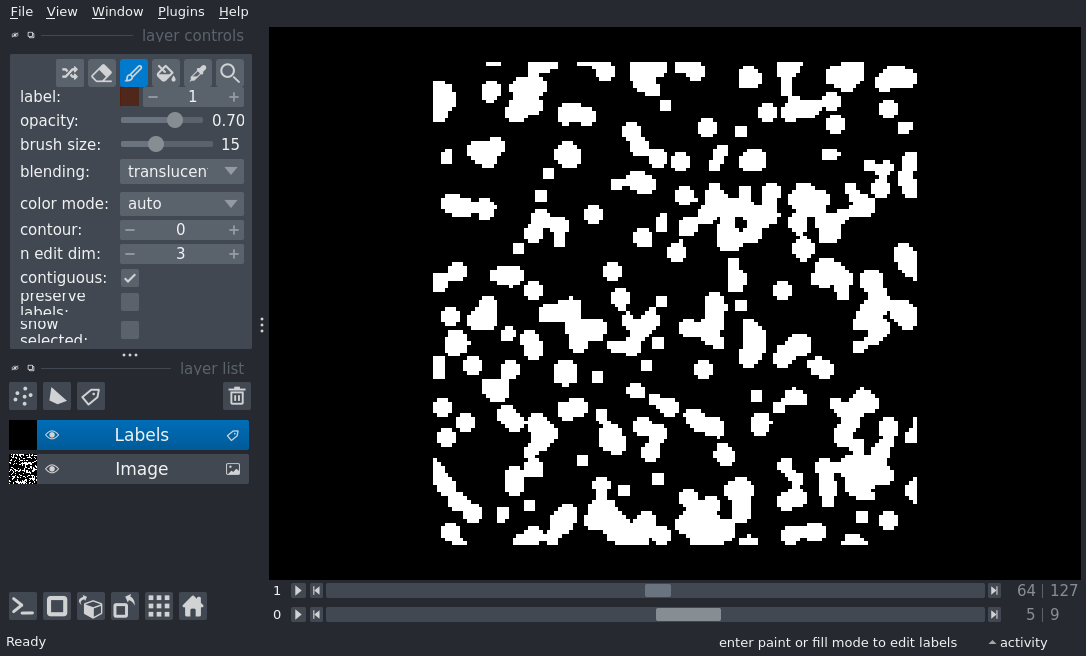 File View Window Plugins Help
layer controls
label: 1
opacity: 0.70
brush size: 15
blending: translucen
color mode: auto
contour: 0
n edit dim: 3
contiguous:
preserve
labels:
show
selected:
layer list
Labels
Image
1 64 | 127
0 5 | 9
Ready enter paint or fill mode to edit labels activity